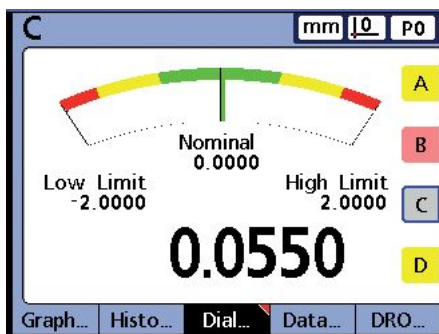 C
mm 0 P0
A
Nominal
0.0000
B
Low Limit
-2.0000
High Limit
2.0000
C
0.0550
D
Graph... Histo... Dial... Data... DRO...